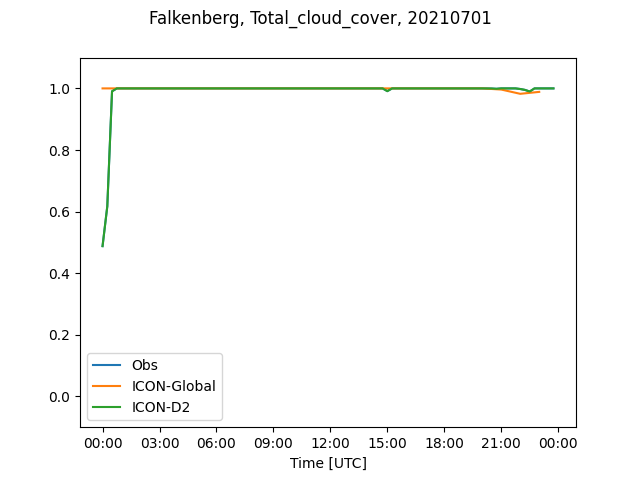 Falkenberg, Total_cloud_cover, 20210701
1.0
0.8
0.6
0.4
0.2
0.0
Obs
ICON-Global
ICON-D2
00:00 03:00 06:00 09:00 12:00 15:00 18:00 21:00 00:00
Time [UTC]